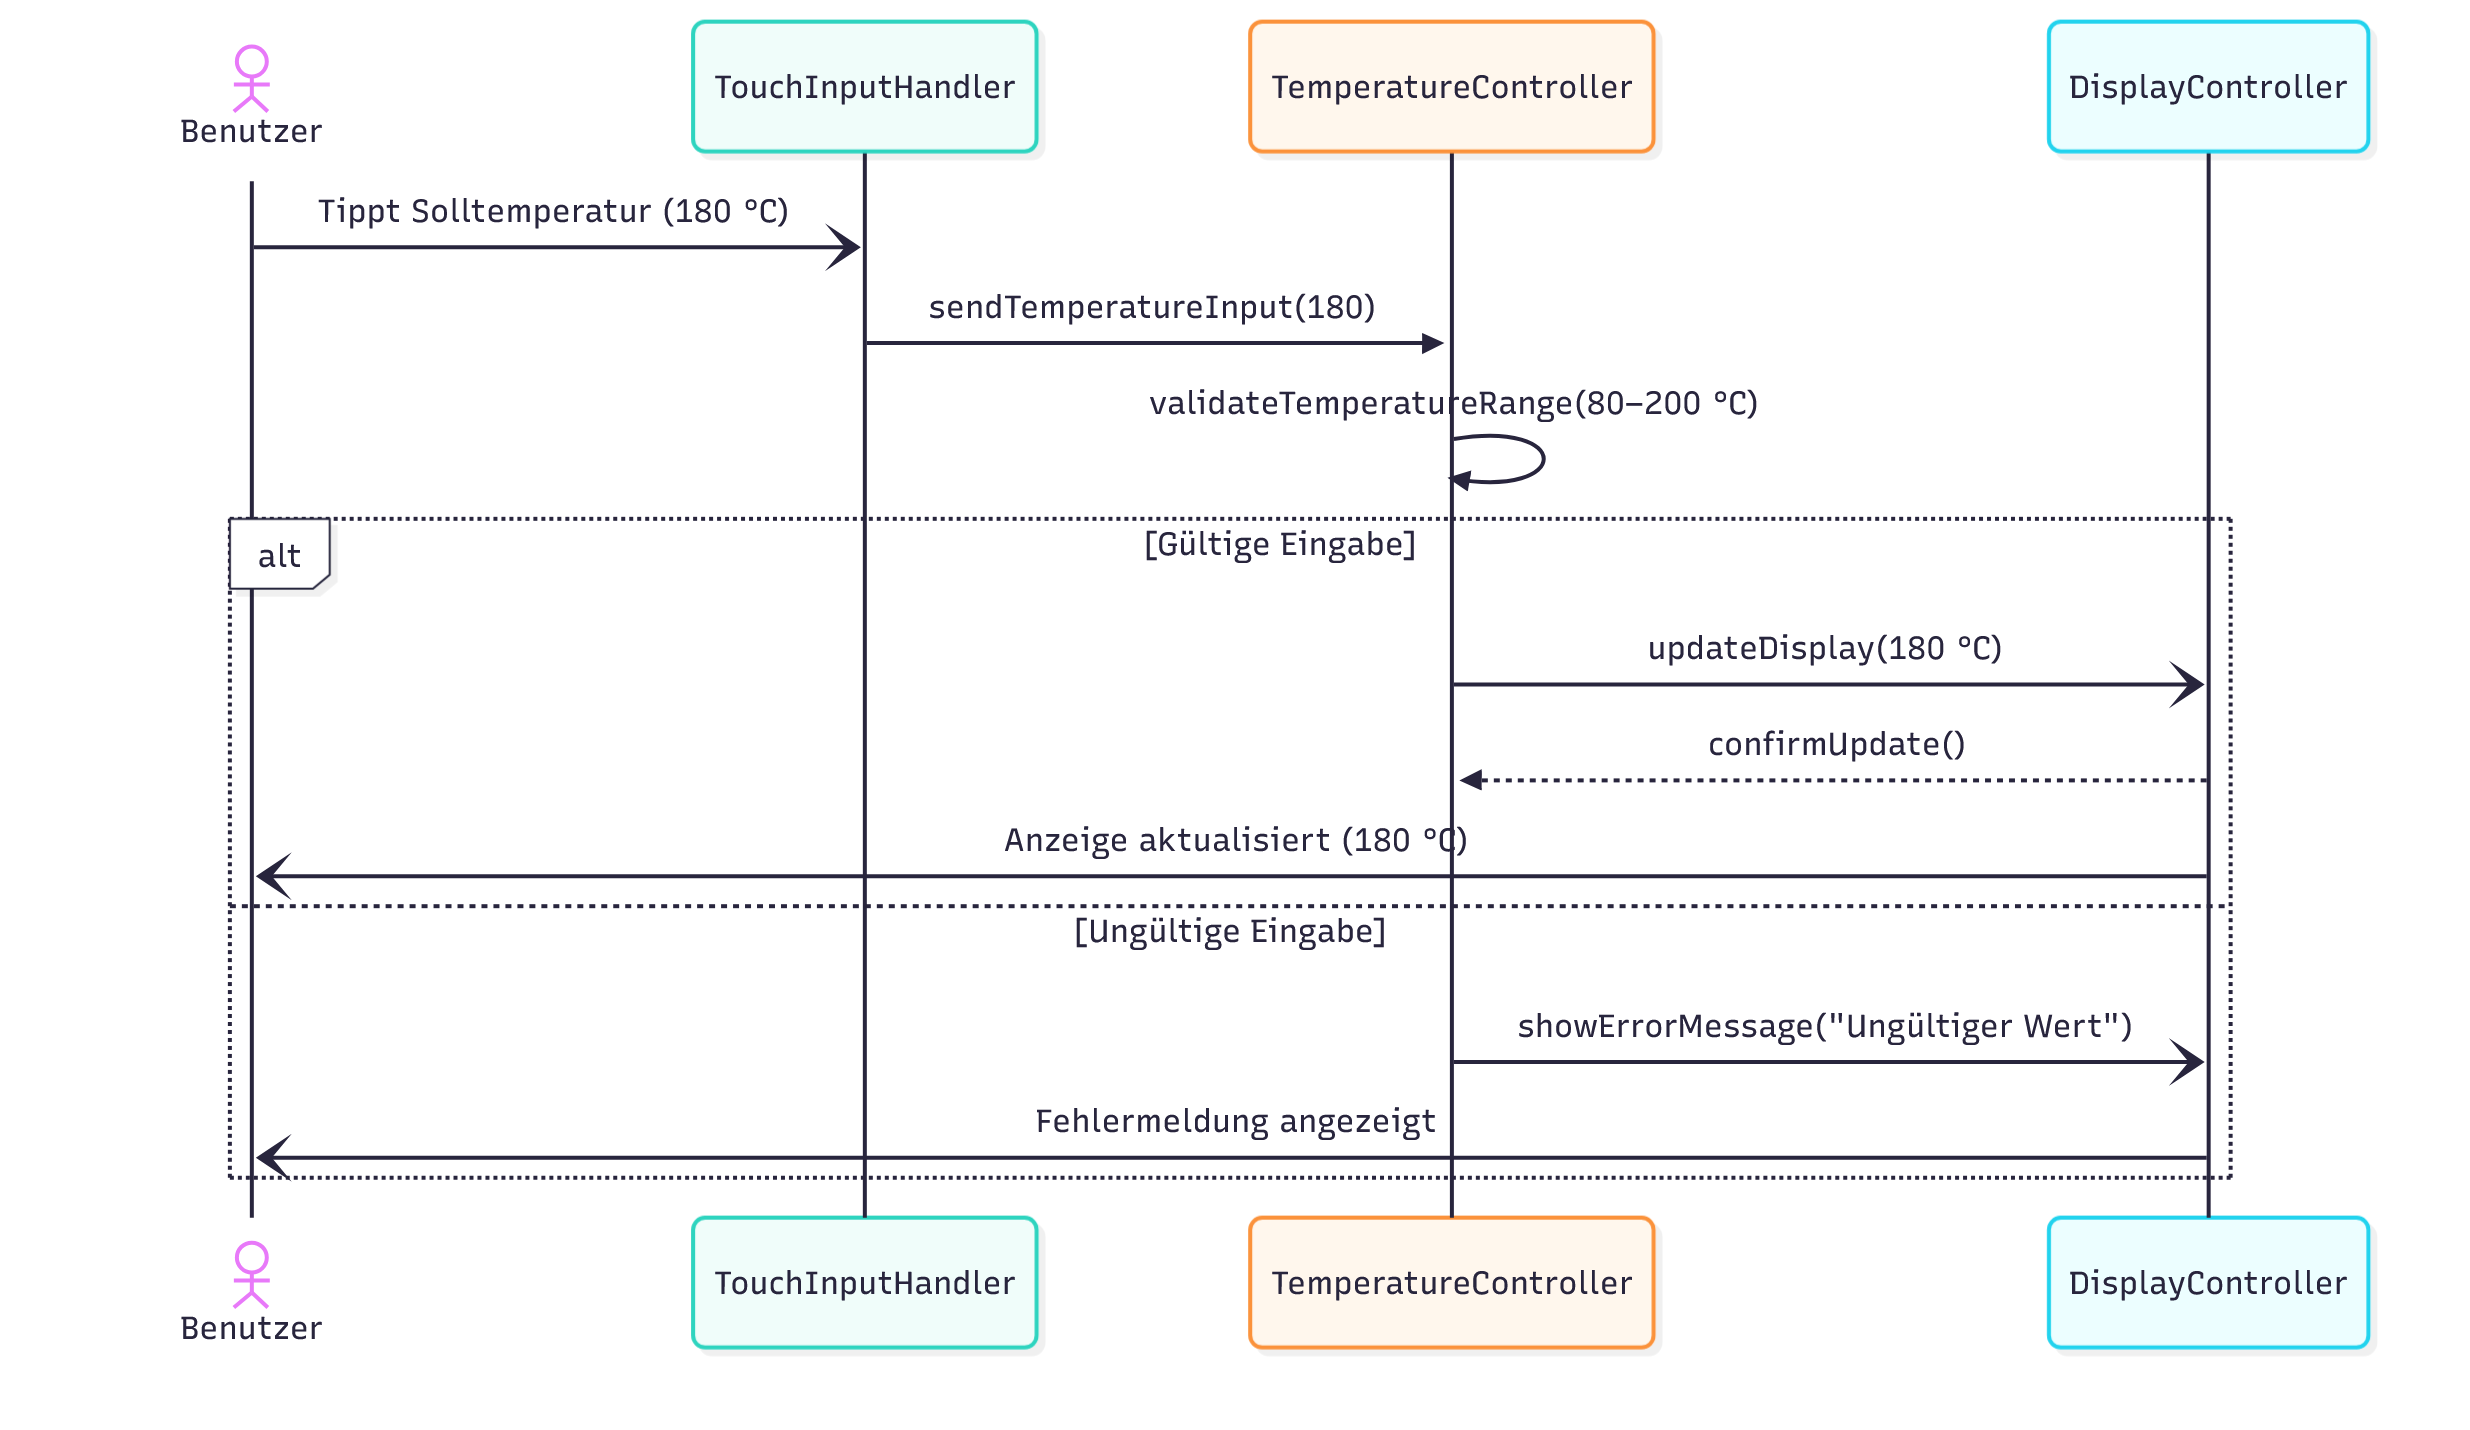 Benutzer
TouchInputHandler
TemperatureController
DisplayController
Tippt Solltemperatur (180 °C)
sendTemperatureInput(180)
validateTemperatureRange(80–200 °C)
alt
[Gültige Eingabe]
updateDisplay(180 °C)
confirmUpdate()
Anzeige aktualisiert (180 °C)
[Ungültige Eingabe]
showErrorMessage("Ungültiger Wert")
Fehlermeldung angezeigt
Benutzer
TouchInputHandler
TemperatureController
DisplayController